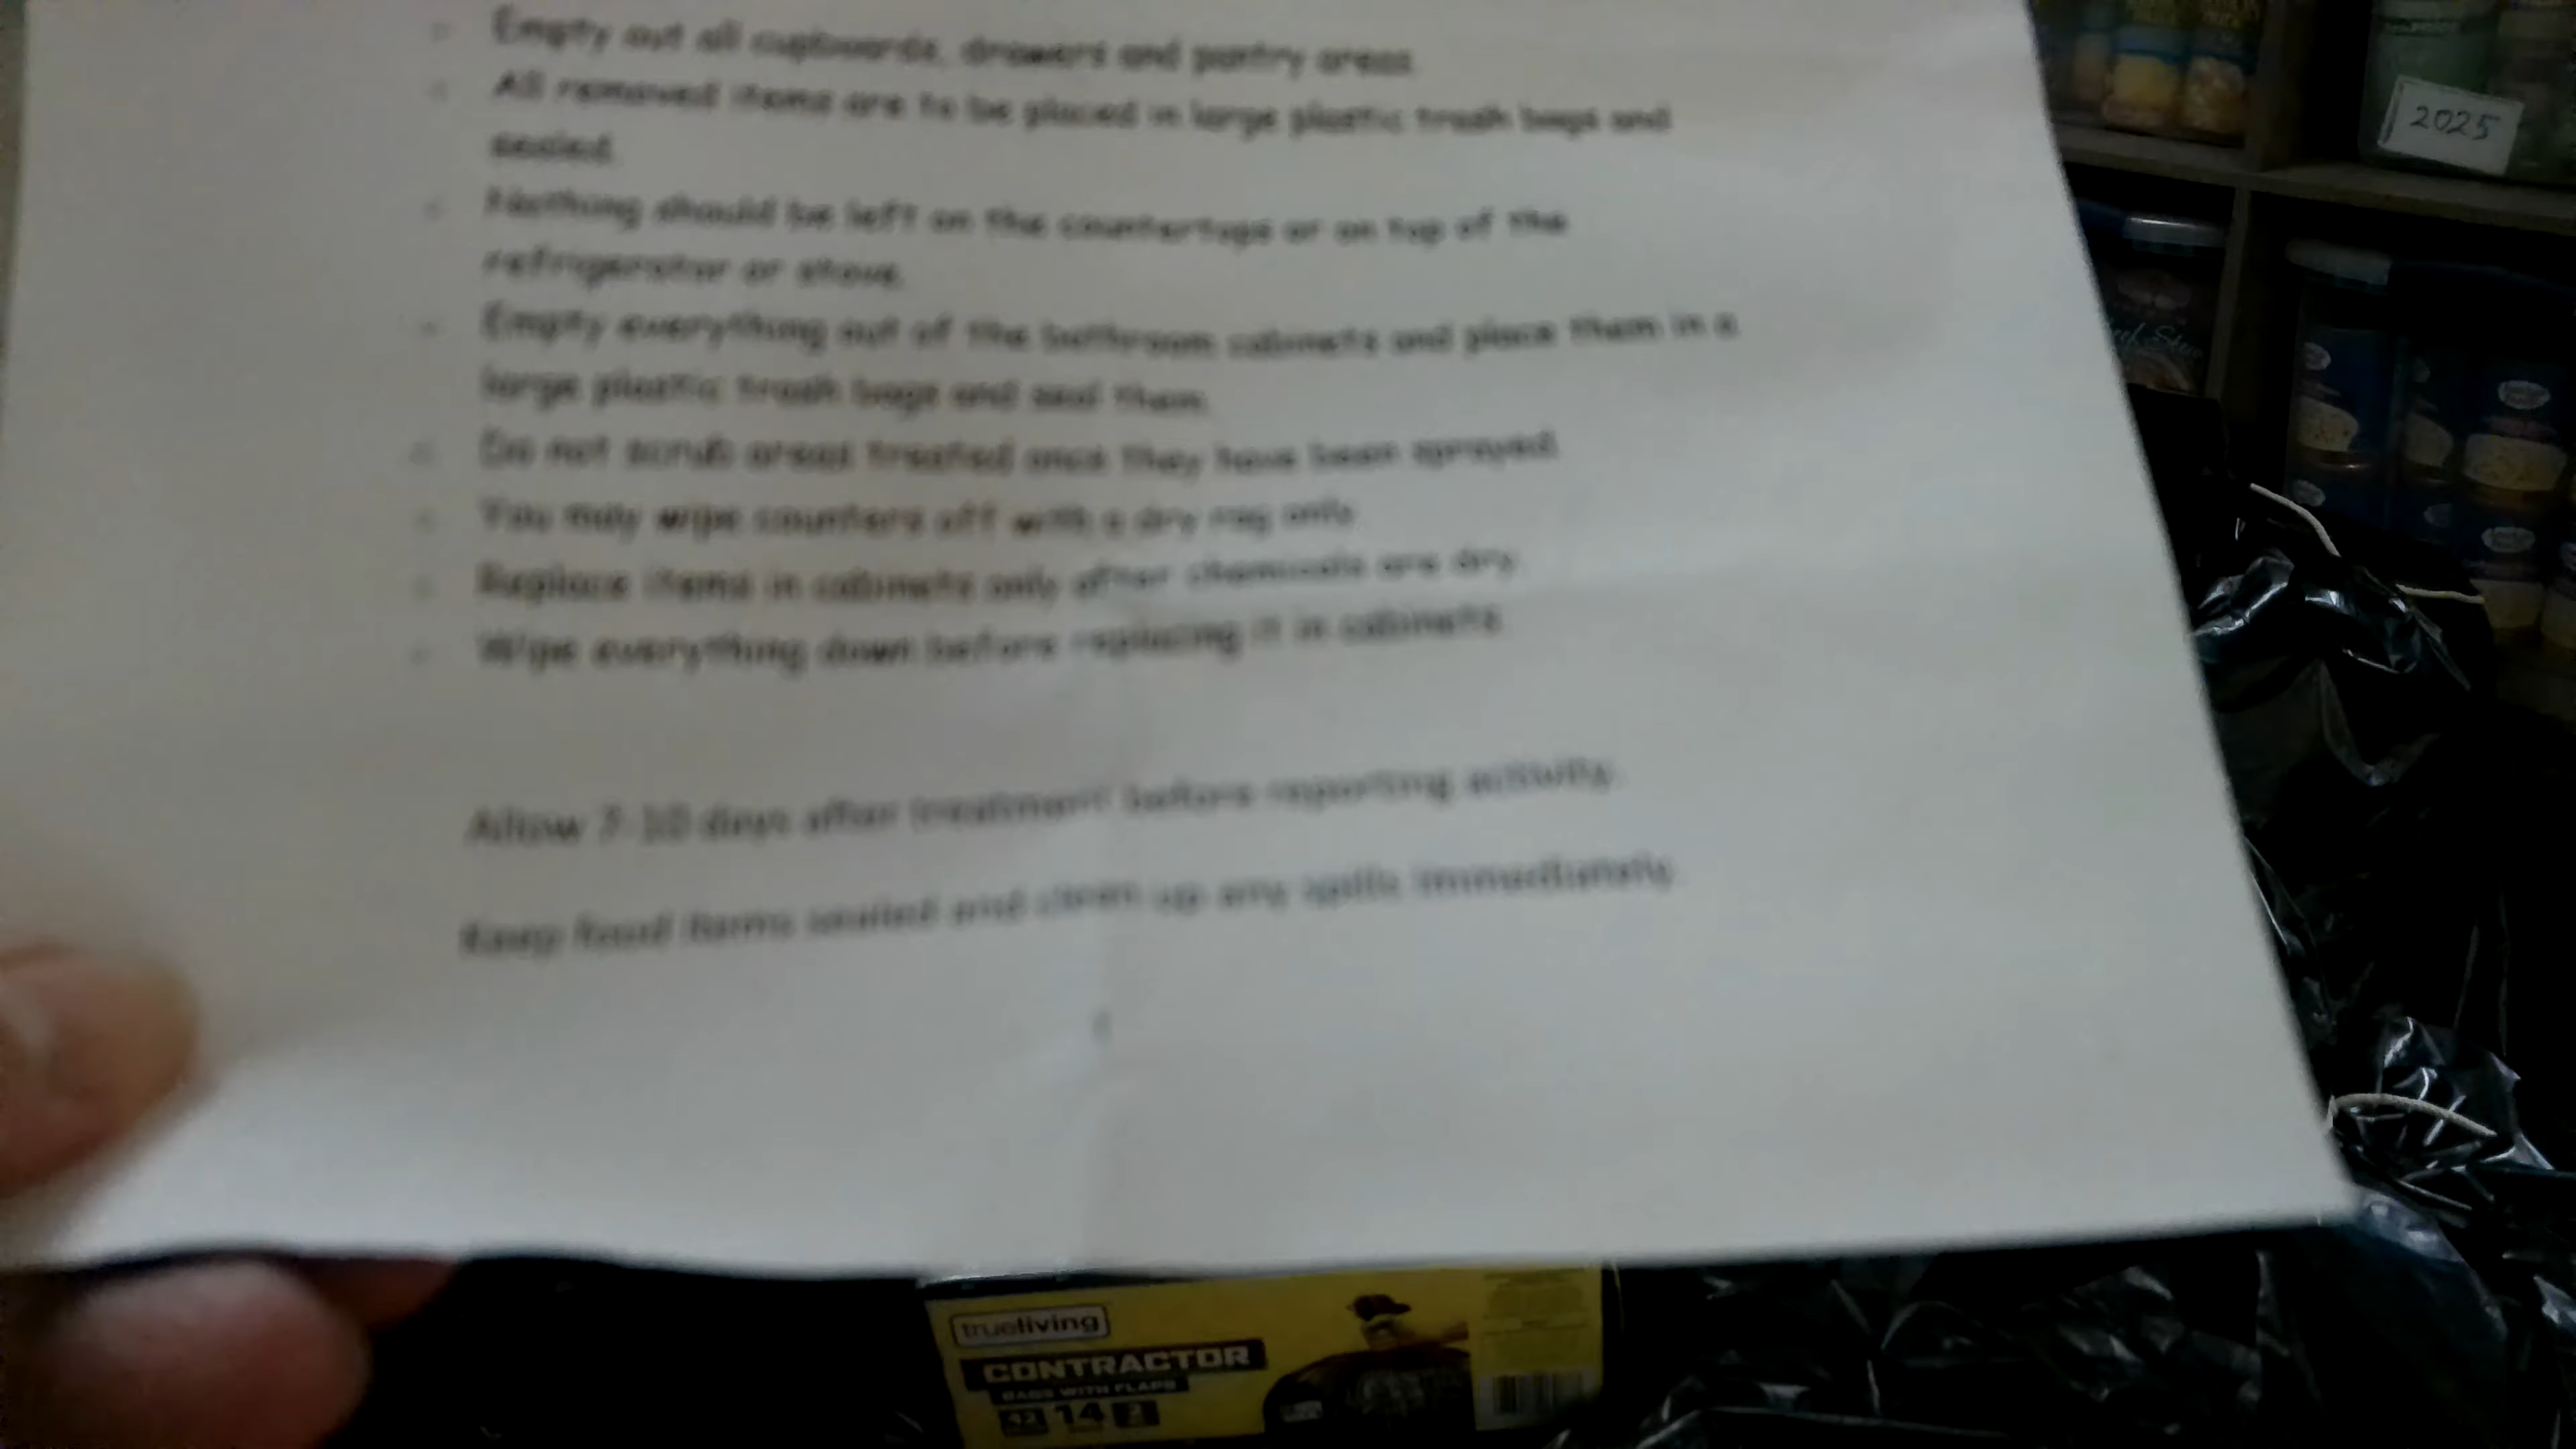 Empty out all cupboards, drawers and pantry areas.
All removed items are to be placed in large plastic trash bags and
sealed.
Nothing should be left on the countertops or on top of the
refrigerator or stove.
Empty everything out of the bathroom cabinets and place them in a
large plastic trash bags and seal them.
Do not scrub areas treated once they have been sprayed.
You may wipe counters off with a dry rag only.
Replace items in cabinets only after chemicals are dry.
Wipe everything down before replacing it in cabinets.
Allow 7-10 days after treatment before reporting activity.
Keep food items sealed and clean up any spills immediately.
2025
trueliving
CONTRACTOR
BAGS WITH FLAPS
42 14 2